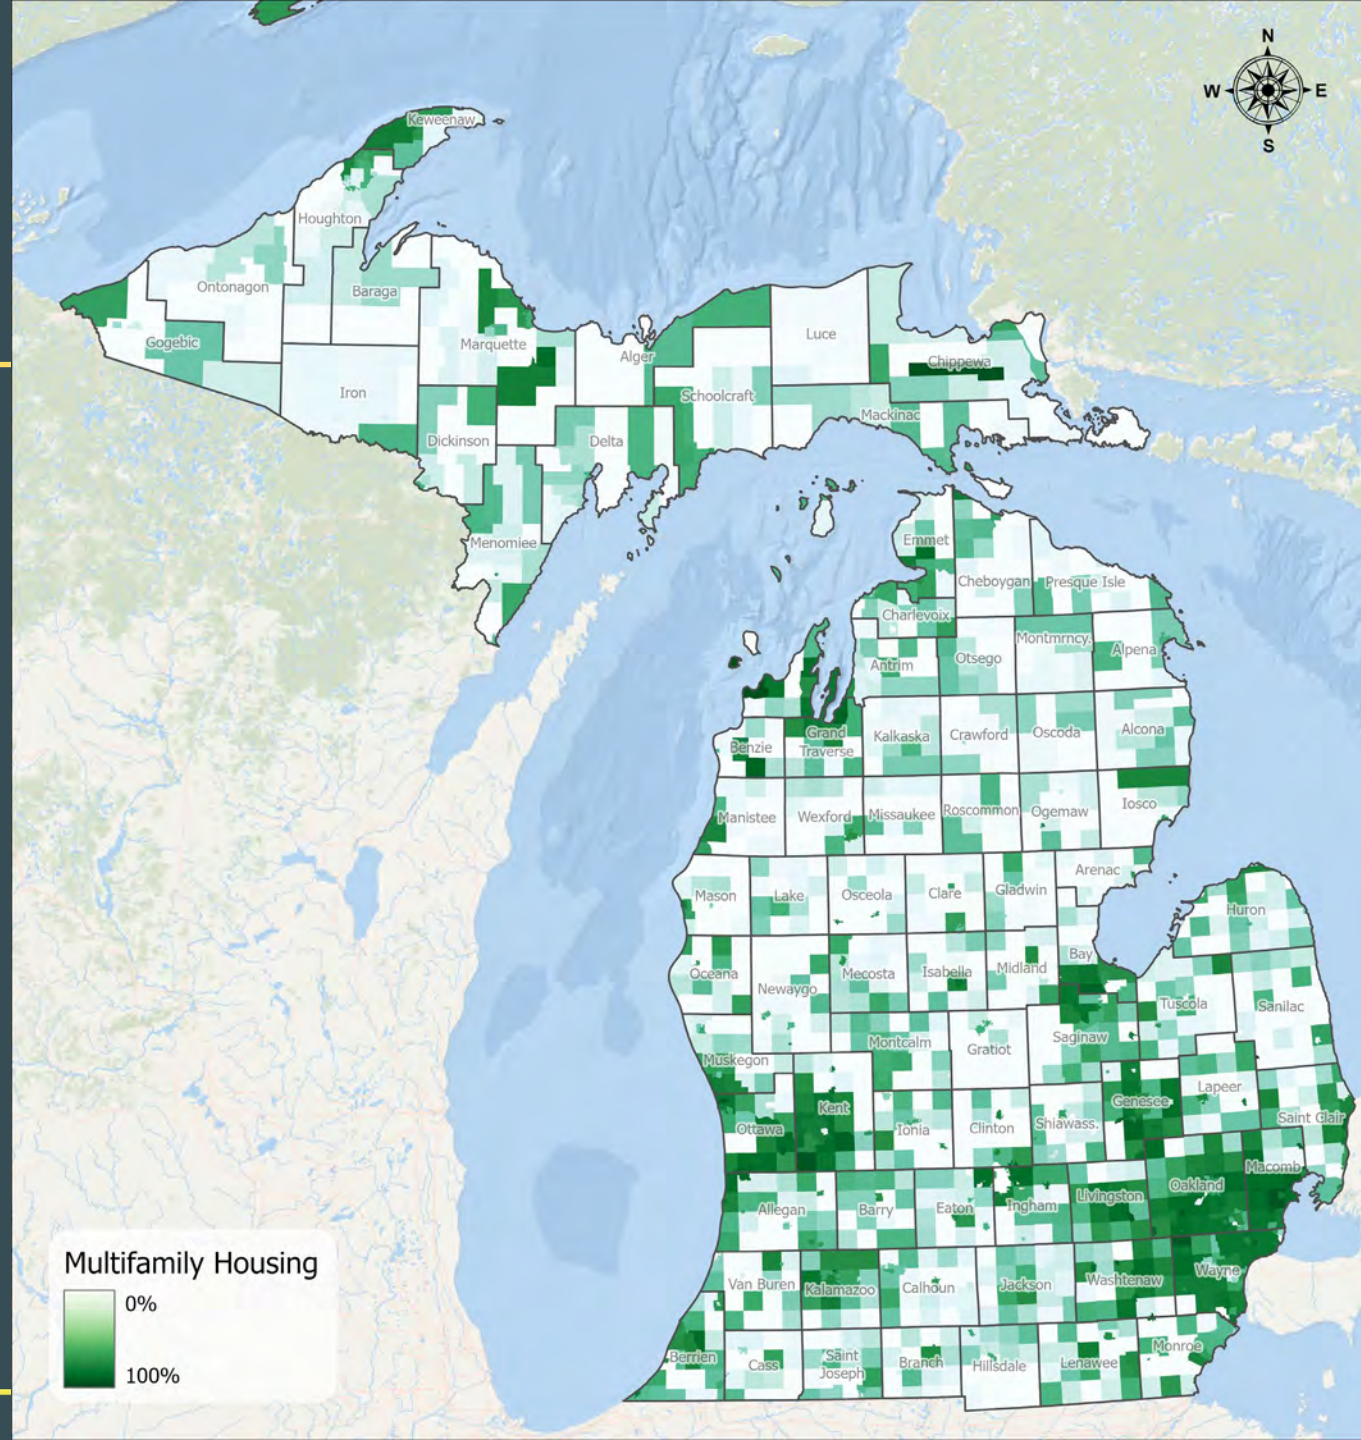 N
W E
S
Keweenaw
Houghton
Ontonagon
Baraga
Gogebic
Marquette
Alger
Luce
Chippewa
Iron
Schoolcraft
Mackinac
Dickinson
Delta
Menomiee
Emmet
Cheboygan
Presque Isle
Charlevoix
Montmrncy.
Antrim
Otsego
Alpena
Benzie
Grand
Traverse
Kalkaska
Crawford
Oscoda
Alcona
Manistee
Wexford
Missaukee
Roscommon
Ogemaw
Iosco
Mason
Lake
Osceola
Clare
Gladwin
Arenac
Huron
Oceana
Newaygo
Mecosta
Isabella
Midland
Bay
Tuscola
Sanilac
Muskegon
Montcalm
Gratiot
Saginaw
Lapeer
Genesee
Saint Clair
Ottawa
Kent
Ionia
Clinton
Shiawass.
Macomb
Oakland
Livingston
Allegan
Barry
Eaton
Ingham
Van Buren
Kalamazoo
Calhoun
Jackson
Washtenaw
Wayne
Berrien
Cass
Saint
Joseph
Branch
Hillsdale
Lenawee
Monroe
Multifamily Housing
0%
100%